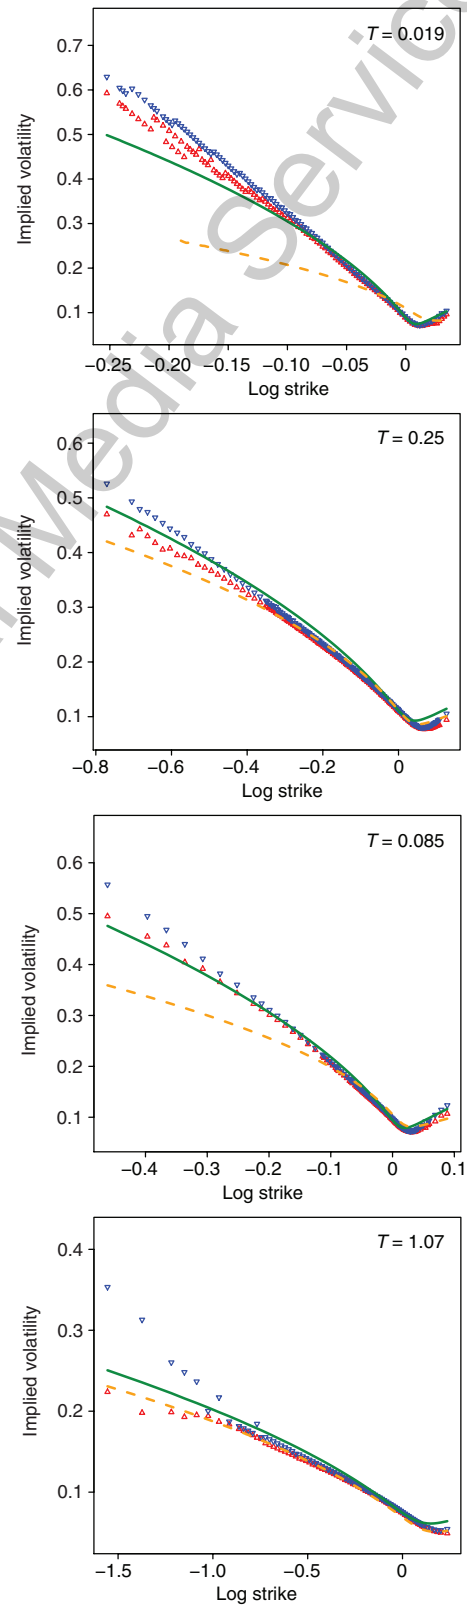 T = 0.019
0.7
0.6
0.5
0.4
0.3
0.2
0.1
Implied volatility
−0.25 −0.20 −0.15 −0.10 −0.05 0
Log strike
T = 0.25
0.6
0.5
0.4
0.3
0.2
0.1
Implied volatility
−0.8 −0.6 −0.4 −0.2 0
Log strike
T = 0.085
0.6
0.5
0.4
0.3
0.2
0.1
Implied volatility
−0.4 −0.3 −0.2 −0.1 0 0.1
Log strike
T = 1.07
0.4
0.3
0.2
0.1
Implied volatility
−1.5 −1.0 −0.5 0
Log strike
Media Service